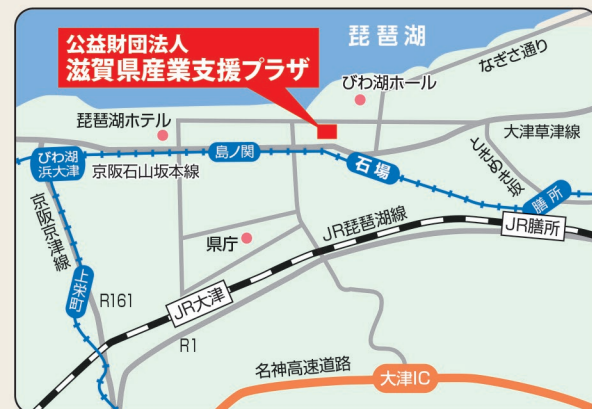 公益財団法人
滋賀県産業支援プラザ
琵琶湖
なぎさ通り
びわ湖ホール
琵琶湖ホテル
大津草津線
びわ湖
浜大津
京阪石山坂本線
島ノ関
石場
ときめき坂
膳所
京阪京津線
県庁
JR琵琶湖線
JR膳所
上栄町
R161
JR大津
R1
名神高速道路
大津IC